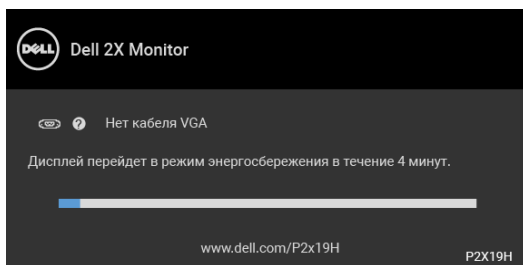 DELL Dell 2X Monitor
? Нет кабеля VGA
Дисплей перейдет в режим энергосбережения в течение 4 минут.
www.dell.com/P2x19H
P2X19H